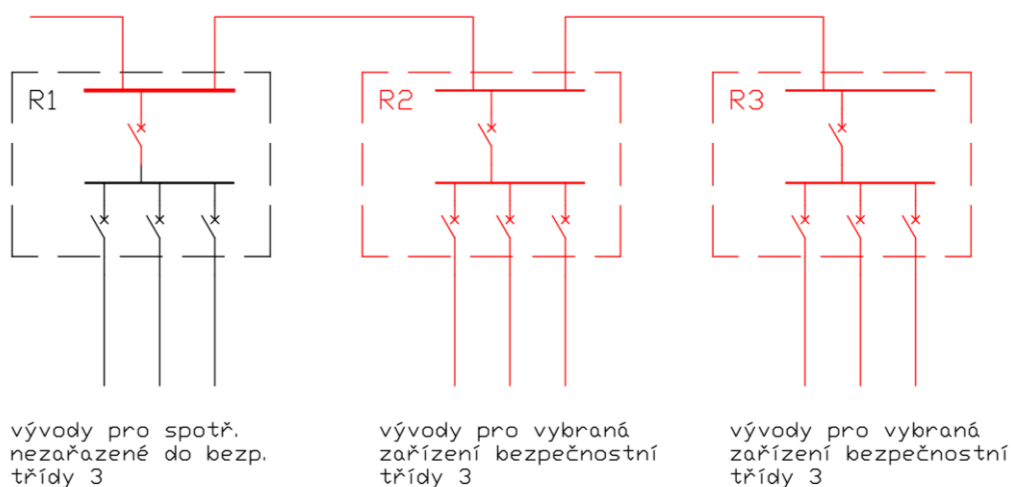 R1
R2
R3
vývody pro spotř.
nezařazené do bezp.
třídy 3
vývody pro vybraná
zařízení bezpečnostní
třídy 3
vývody pro vybraná
zařízení bezpečnostní
třídy 3